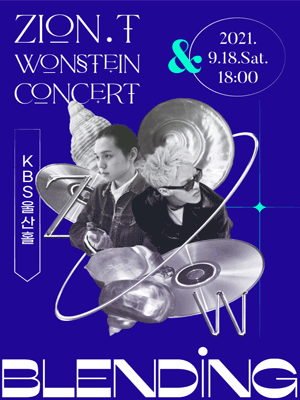 ZION.T
&
WONSTEIN
CONCERT
2021.
9.18.Sat.
18:00
KBS울산홀
Z
W
BLENDING